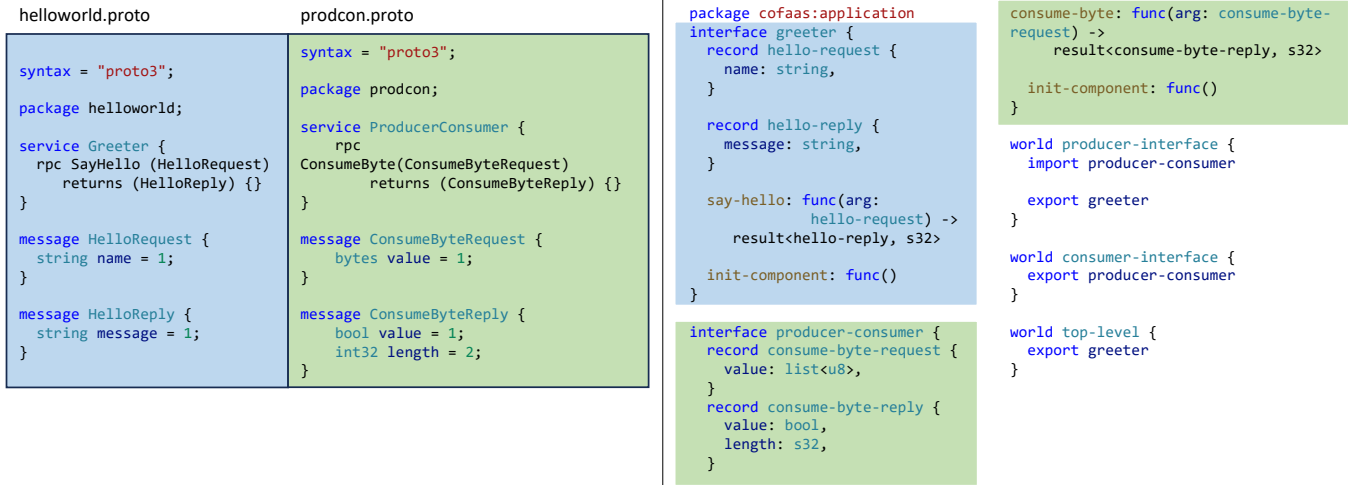 helloworld.proto
syntax = "proto3";
package helloworld;
service Greeter {
  rpc SayHello (HelloRequest)
     returns (HelloReply) {}
}
message HelloRequest {
  string name = 1;
}
message HelloReply {
  string message = 1;
}
prodcon.proto
syntax = "proto3";
package prodcon;
service ProducerConsumer {
    rpc
ConsumeByte(ConsumeByteRequest)
        returns (ConsumeByteReply) {}
}
message ConsumeByteRequest {
    bytes value = 1;
}
message ConsumeByteReply {
    bool value = 1;
    int32 length = 2;
}
package cofaas:application
interface greeter {
  record hello-request {
    name: string,
  }
  record hello-reply {
    message: string,
  }
  say-hello: func(arg:
              hello-request) ->
     result<hello-reply, s32>
  init-component: func()
}
interface producer-consumer {
  record consume-byte-request {
    value: list<u8>,
  }
  record consume-byte-reply {
    value: bool,
    length: s32,
  }
consume-byte: func(arg: consume-byte-
request) ->
     result<consume-byte-reply, s32>
  init-component: func()
}
world producer-interface {
  import producer-consumer
  export greeter
}
world consumer-interface {
  export producer-consumer
}
world top-level {
  export greeter
}